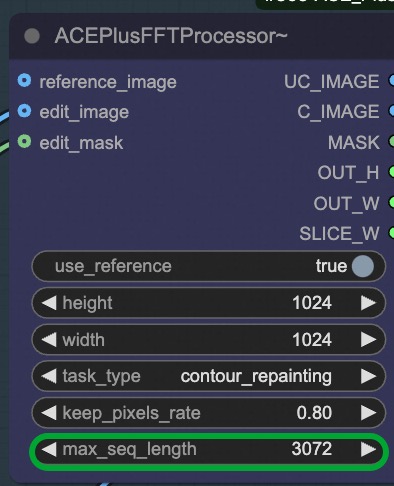 ACEPlusFFTProcessor~
reference_image UC_IMAGE
edit_image C_IMAGE
edit_mask MASK
OUT_H
OUT_W
SLICE_W
use_reference true
height 1024
width 1024
task_type contour_repainting
keep_pixels_rate 0.80
max_seq_length 3072